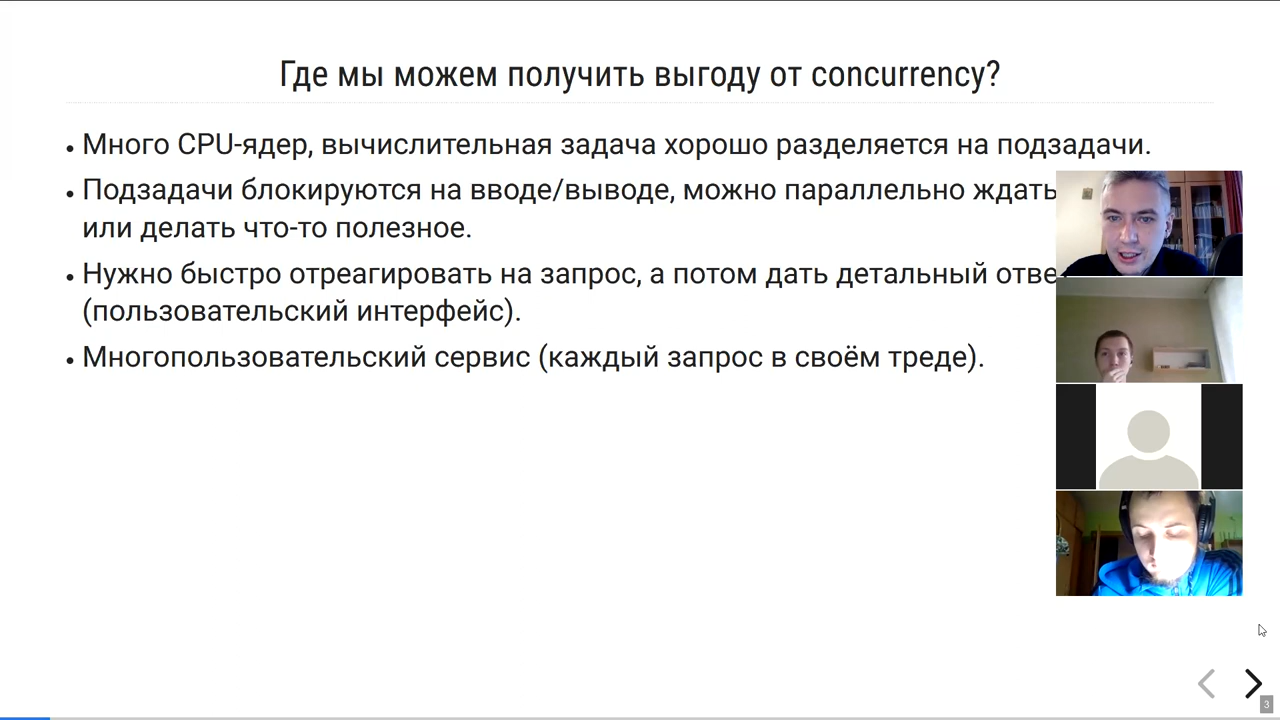 Где мы можем получить выгоду от concurrency?
• Много CPU-ядер, вычислительная задача хорошо разделяется на подзадачи.
• Подзадачи блокируются на вводе/выводе, можно параллельно ждать
или делать что-то полезное.
• Нужно быстро отреагировать на запрос, а потом дать детальный отве
(пользовательский интерфейс).
• Многопользовательский сервис (каждый запрос в своём треде).
3